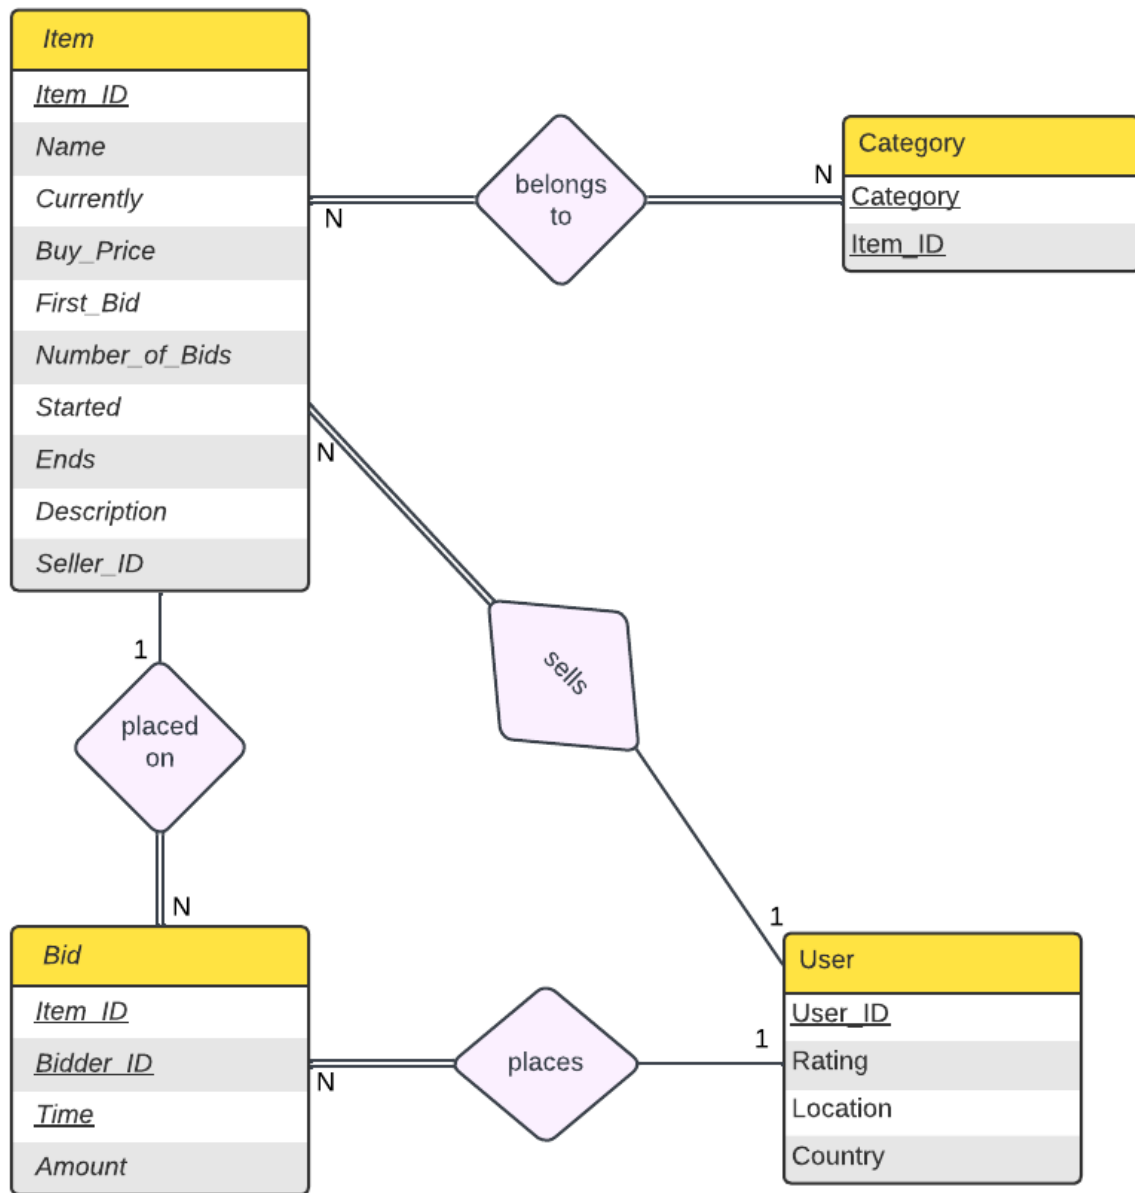 Item
Item_ID
Name
Currently
Buy_Price
First_Bid
Number_of_Bids
Started
Ends
Description
Seller_ID
N
belongs
to
N
Category
Category
Item_ID
N
sells
1
1
placed
on
N
Bid
Item_ID
Bidder_ID
Time
Amount
N
places
1
User
User_ID
Rating
Location
Country